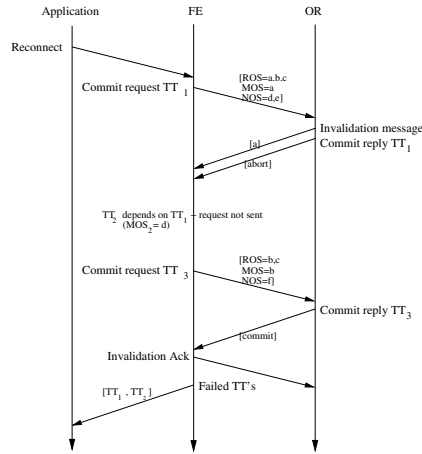 Application FE OR
Reconnect
[ROS=a.b.c
Commit request TT 1
MOS=a
NOS=d,e]
Invalidation message
[a]
Commit reply TT1
[abort]
TT2 depends on TT1 - request not sent
(MOS2= d)
[ROS=b,c
Commit request TT 3
MOS=b
NOS=f]
Commit reply TT3
[commit]
Invalidation Ack
Failed TT's
[TT1 , TT2 ]